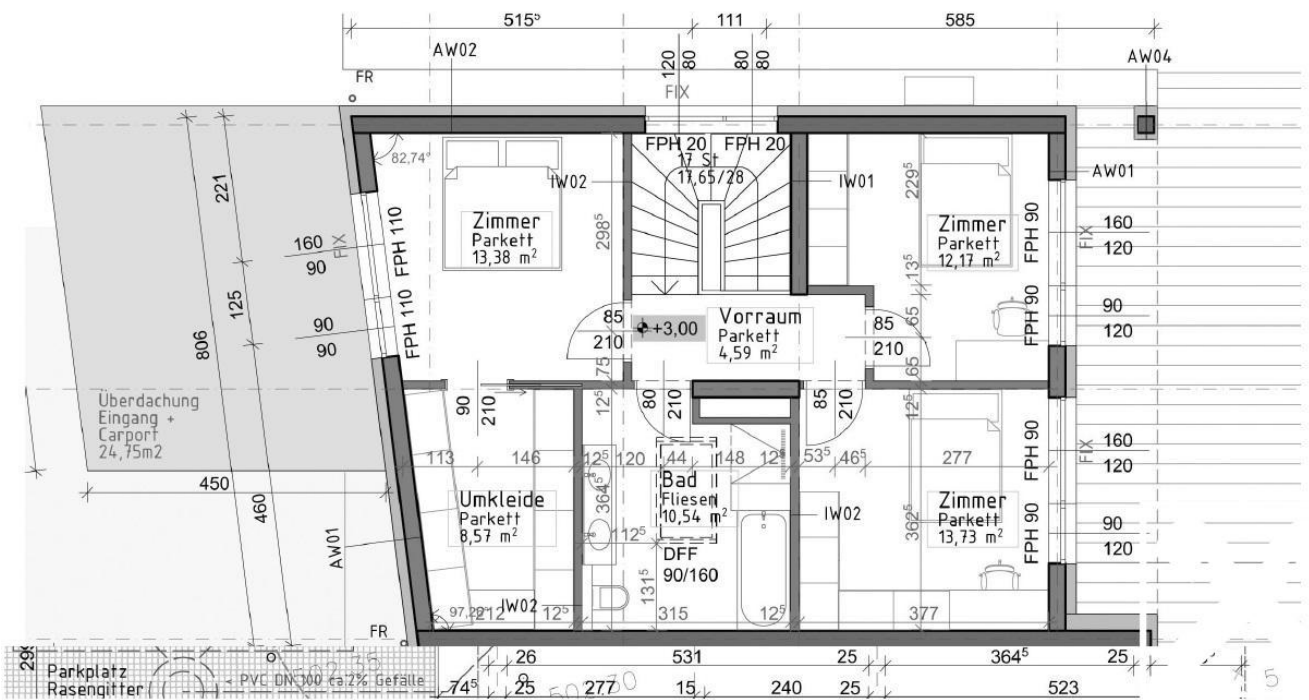 515⁵ 111 585
AW02
AW04
FR
120
80
80
80
FIX
FPH 20 FPH 20
17 St
17,65/28
82,74°
IW02
IW01
AW01
221
125
806
460
450
160
90
FIX
90
90
FPH 110
FPH 110
Zimmer
Parkett
13,38 m²
298⁵
229⁵
13⁵
65
65
Zimmer
Parkett
12,17 m²
FPH 90
FPH 90
FIX
160
120
90
120
85
210
75
+3,00
Vorraum
Parkett
4,59 m²
85
210
Überdachung
Eingang +
Carport
24,75m2
90
210
12⁵
80
210
85
210
12⁵
113 146 12⁵ 120 44 148 12⁵ 53⁵ 46⁵ 277
Umkleide
Parkett
8,57 m²
364⁵
Bad
Fliesen
10,54 m²
112⁵
DFF
90/160
131⁵
IW02
362⁵
Zimmer
Parkett
13,73 m²
FPH 90
FPH 90
FIX
160
120
90
120
AW01
97,26°
212 12⁵ 315 12⁵ 377
IW02
FR
Parkplatz
Rasengitter
< PVC DN 100 ca.2% Gefälle
502,35
26 531 25 364⁵ 25
74⁵ 25 277 15 240 25 523
5
5